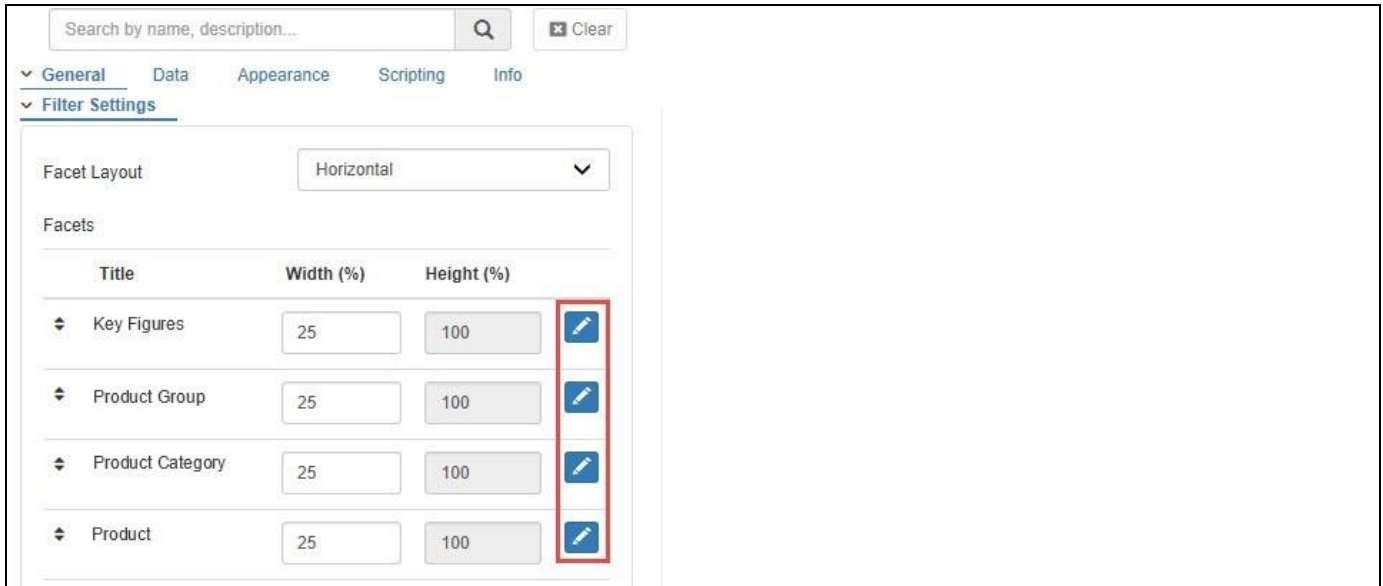 Search by name, description... Clear
General Data Appearance Scripting Info
Filter Settings
Facet Layout Horizontal
Facets
Title Width (%) Height (%)
Key Figures 25 100
Product Group 25 100
Product Category 25 100
Product 25 100